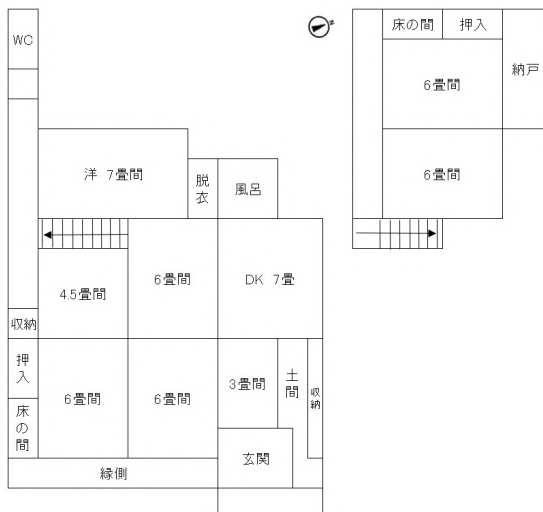 WC
N
床の間
押入
納戸
6畳間
6畳間
洋 7畳間
脱衣
風呂
4.5畳間
6畳間
DK 7畳
収納
押入
床の間
6畳間
6畳間
3畳間
土間
収納
玄関
縁側